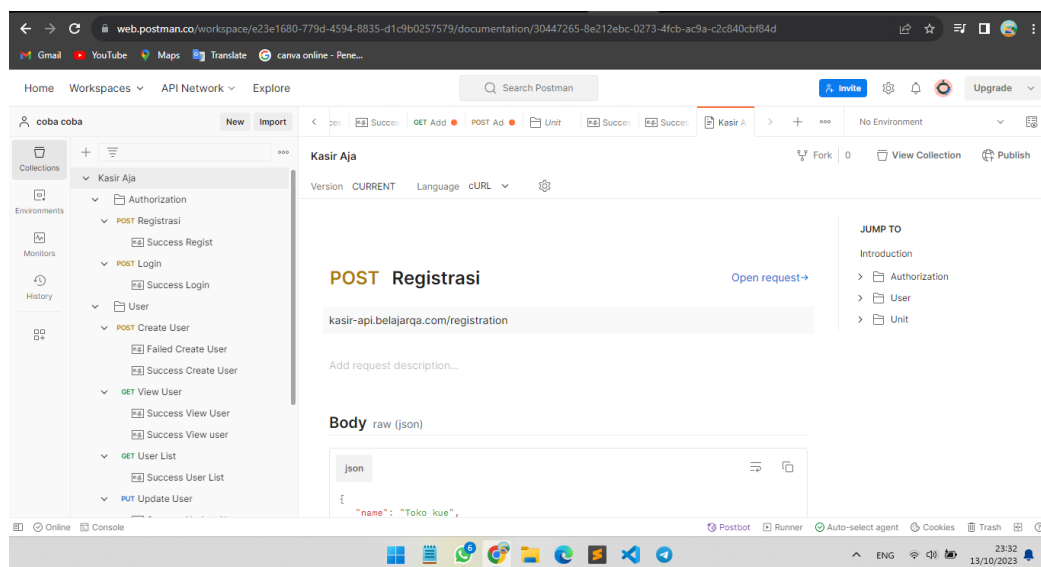 web.postman.co/workspace/e23e1680-779d-4594-8835-d1c9b0257579/documentation/30447265-8e212ebc-0273-4fcb-ac9a-c2c840cbf84d
Gmail YouTube Maps Translate canva online - Pene...
Home Workspaces API Network Explore Search Postman Invite Upgrade
coba coba New Import Succes GET Add POST Ad Unit Succes Succes Kasir A No Environment
Collections
Environments
Monitors
History
Kasir Aja
Authorization
POST Registrasi
e.g. Success Regist
POST Login
e.g. Success Login
User
POST Create User
e.g. Failed Create User
e.g. Success Create User
GET View User
e.g. Success View User
e.g. Success View user
GET User List
e.g. Success User List
PUT Update User
Kasir Aja Fork 0 View Collection Publish
Version CURRENT Language cURL
POST Registrasi Open request→
kasir-api.belajarqa.com/registration
Add request description...
Body raw (json)
json
{
"name": "Toko kue",
JUMP TO
Introduction
Authorization
User
Unit
Online Console Postbot Runner Auto-select agent Cookies Trash
6
ENG 23:32
13/10/2023